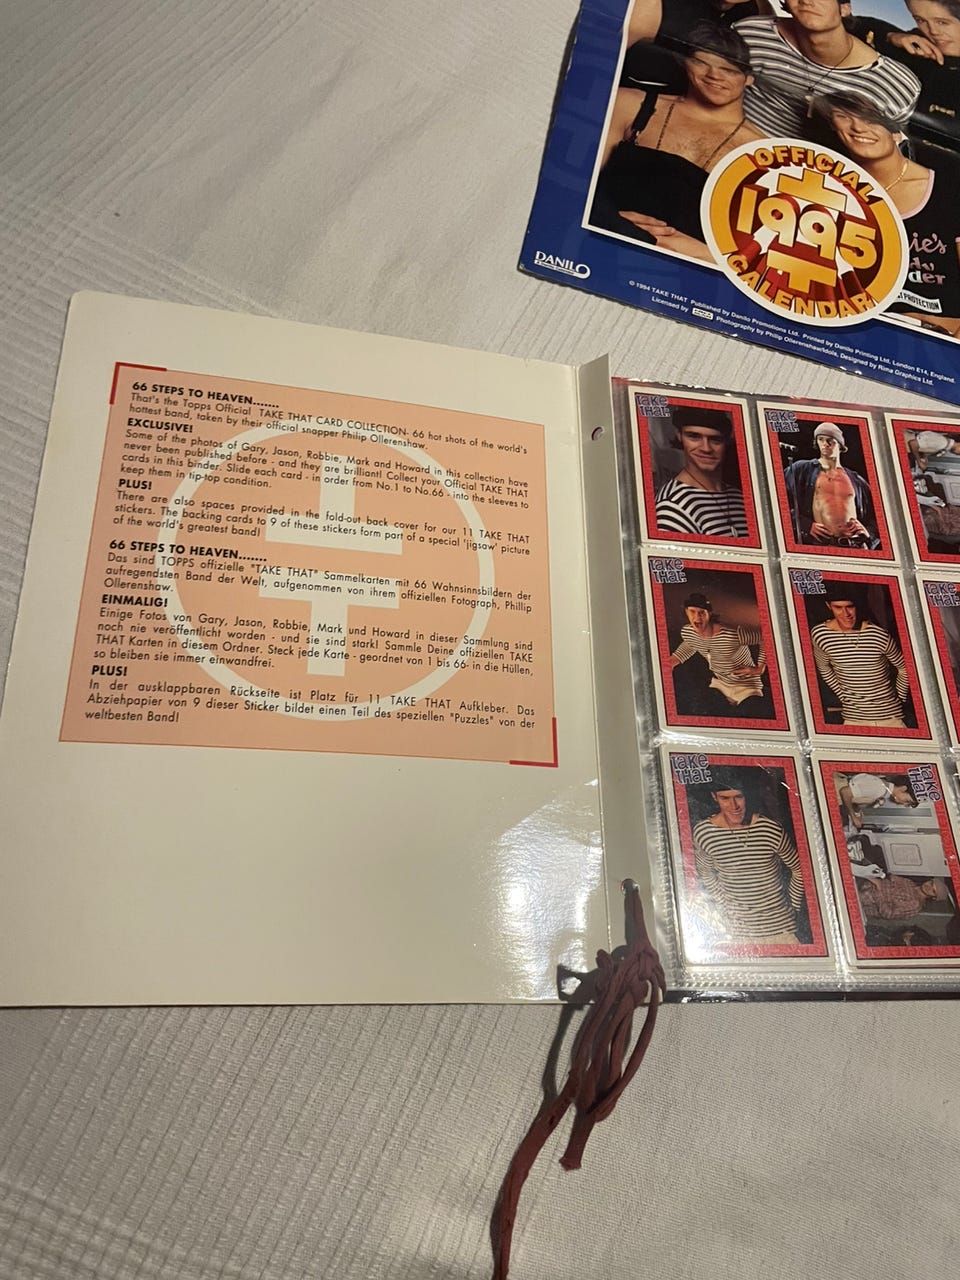 OFFICIAL
1995
CALENDAR
DANILO
© 1994 TAKE THAT Published by Danilo Promotions Ltd. Printed by Danilo Printing Ltd, London E14, England.
Licensed by
Photography by Philip Ollerenshaw/Idols, Designed by Rima Graphics Ltd.
PROTECTION
66 STEPS TO HEAVEN.......
That's the Topps Official TAKE THAT CARD COLLECTION- 66 hot shots of the world's
hottest band, taken by their official snapper Philip Ollerenshaw.
EXCLUSIVE!
Some of the photos of Gary, Jason, Robbie, Mark and Howard in this collection have
never been published before - and they are brilliant! Collect your Official TAKE THAT
cards in this binder. Slide each card - in order from No.1 to No.66 - into the sleeves to
keep them in tip-top condition.
PLUS!
There are also spaces provided in the fold-out back cover for our 11 TAKE THAT
stickers. The backing cards to 9 of these stickers form part of a special 'jigsaw' picture
of the world's greatest band!
66 STEPS TO HEAVEN.......
Das sind TOPPS offizielle "TAKE THAT" Sammelkarten mit 66 Wahnsinnsbildern der
aufregendsten Band der Welt, aufgenommen von ihrem offiziellen Fotograph, Phillip
Ollerenshaw.
EINMALIG!
Einige Fotos von Gary, Jason, Robbie, Mark und Howard in dieser Sammlung sind
noch nie veröffentlicht worden - und sie sind stark! Sammle Deine offiziellen TAKE
THAT Karten in diesem Ordner. Steck jede Karte - geordnet von 1 bis 66- in die Hüllen,
so bleiben sie immer einwandfrei.
PLUS!
In der ausklappbaren Rückseite ist Platz für 11 TAKE THAT Aufkleber. Das
Abziehpapier von 9 dieser Sticker bildet einen Teil des speziellen "Puzzles" von der
weltbesten Band!
TAKE
THAT
TAKE
THAT
TAKE
THAT
TAKE
THAT
TAKE
THAT
TAKE
THAT
TAKE
THAT
TAKE
THAT